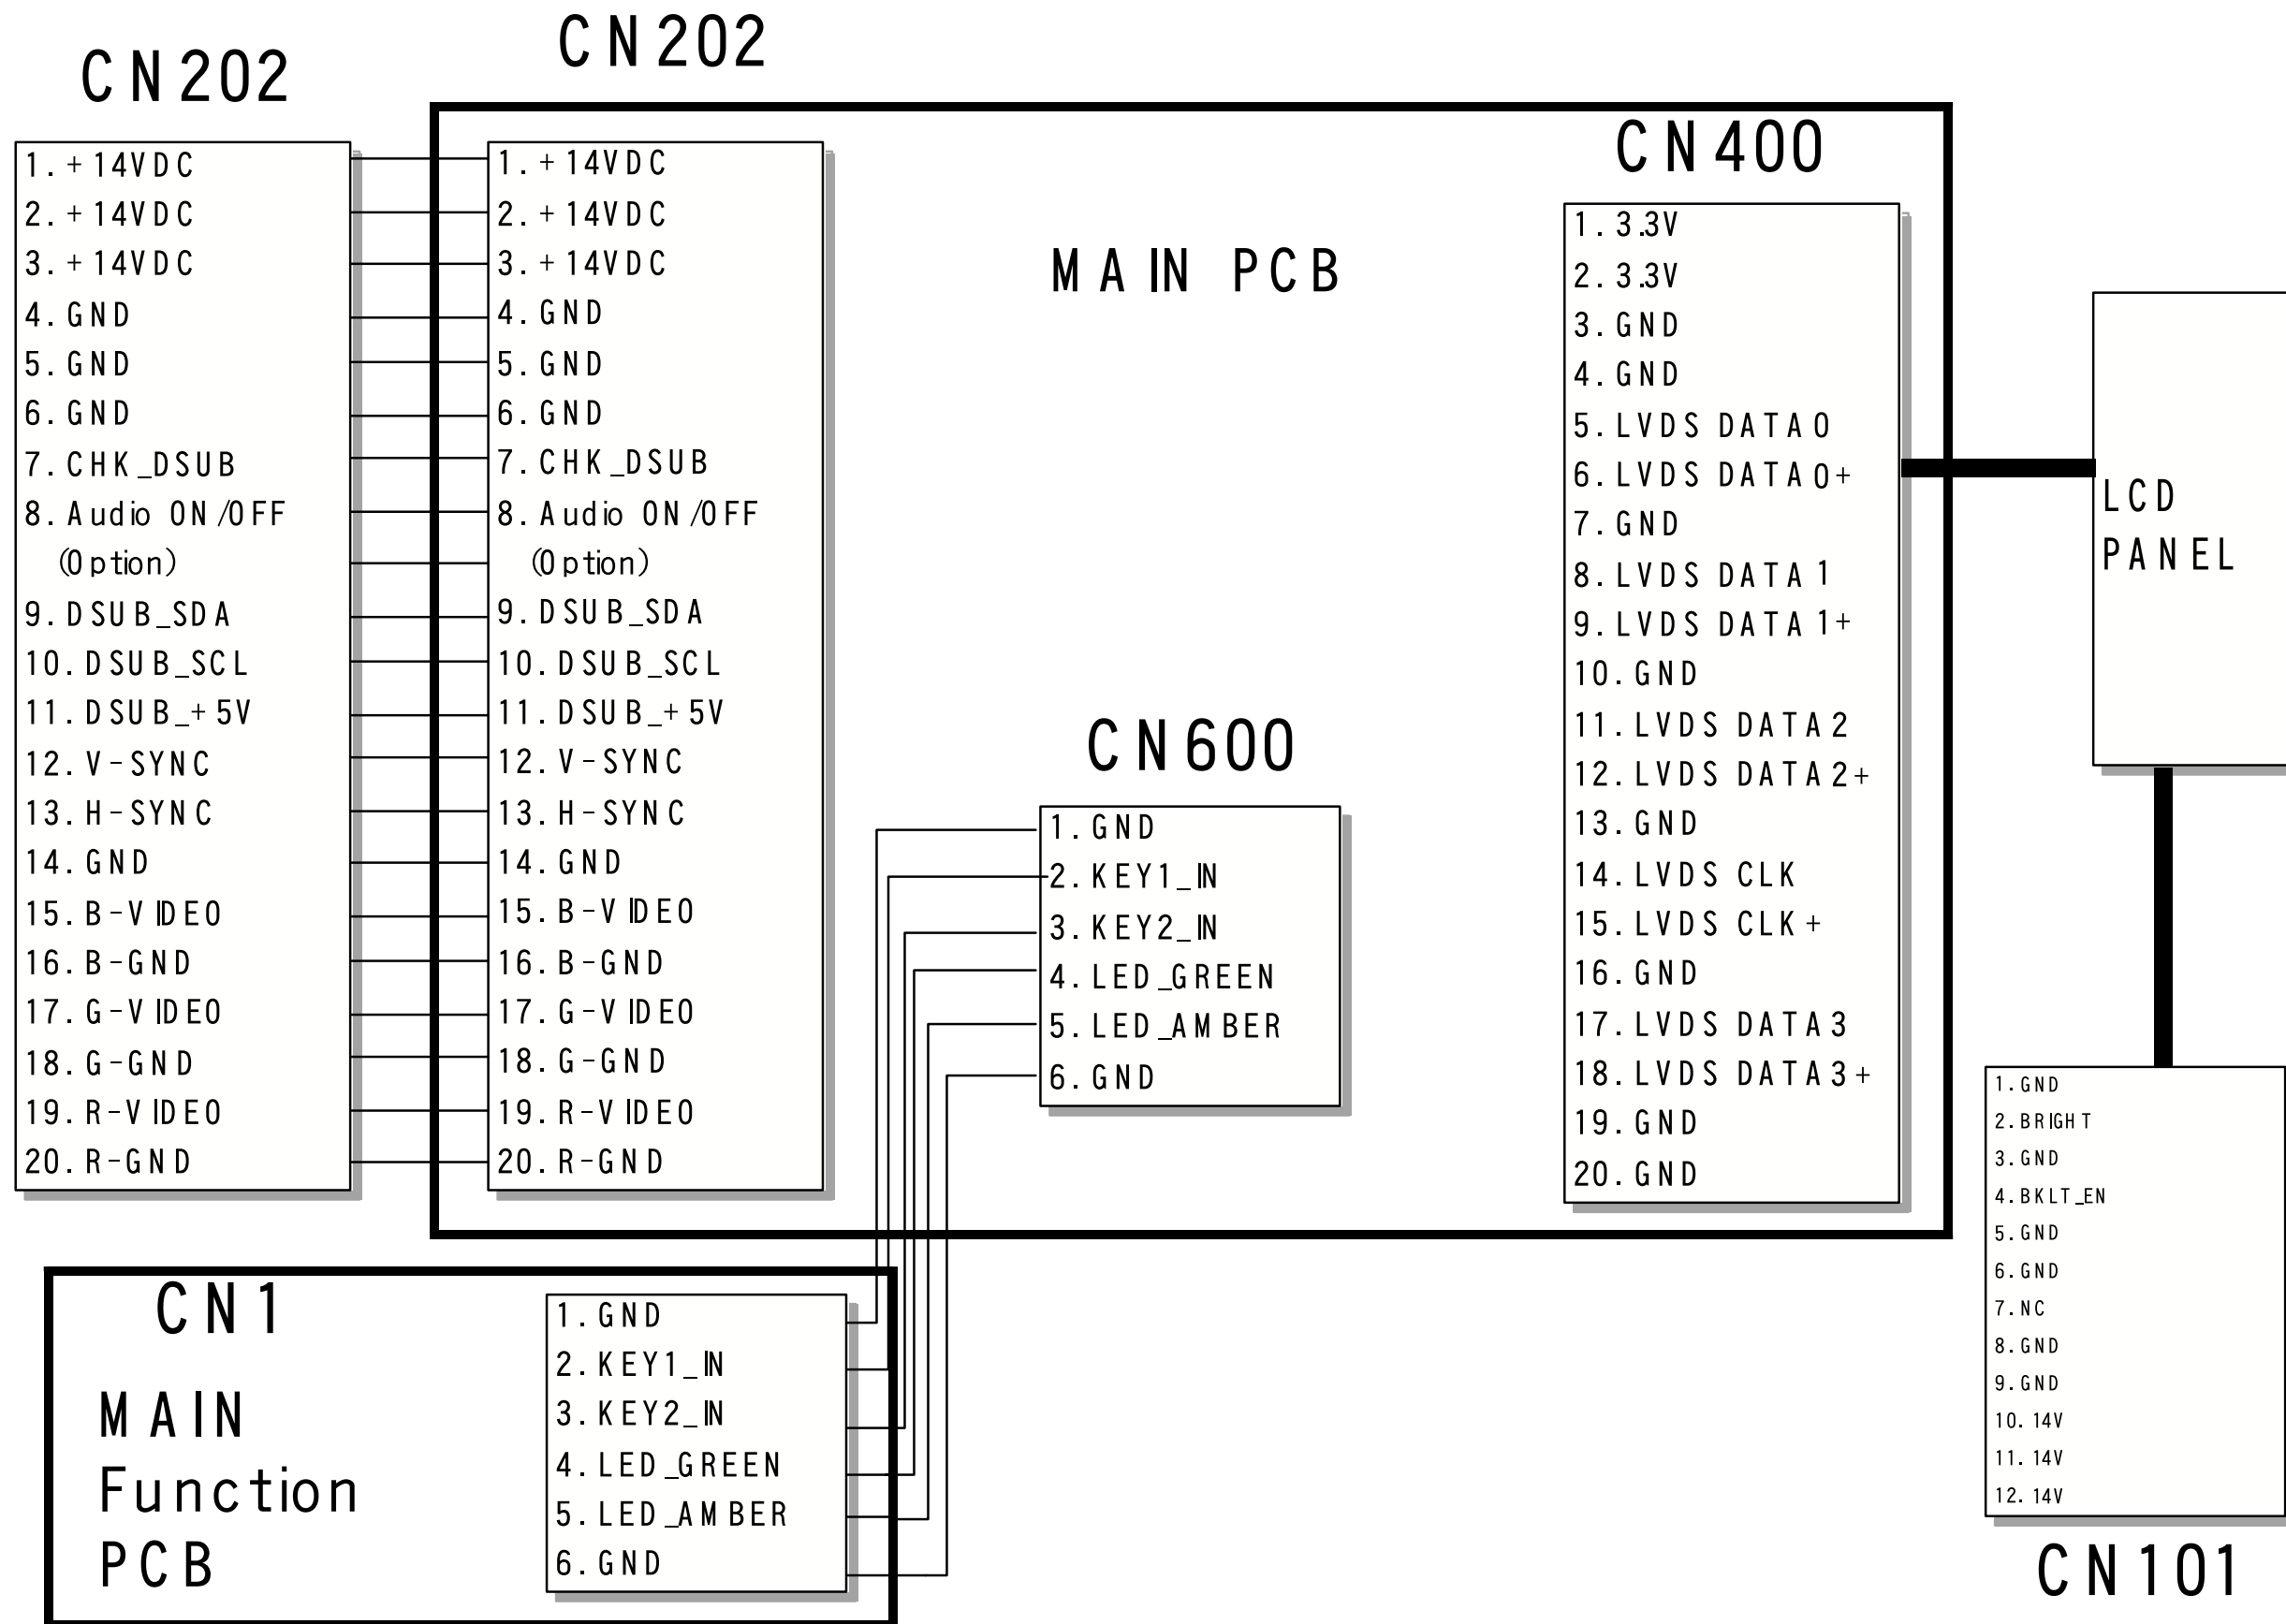 CN202
1.+14VDC
2.+14VDC
3.+14VDC
4.GND
5.GND
6.GND
7.CHK_DSUB
8.Audio ON/OFF
(Option)
9.DSUB_SDA
10.DSUB_SCL
11.DSUB_+5V
12.V-SYNC
13.H-SYNC
14.GND
15.B-VIDEO
16.B-GND
17.G-VIDEO
18.G-GND
19.R-VIDEO
20.R-GND
CN202
1.+14VDC
2.+14VDC
3.+14VDC
4.GND
5.GND
6.GND
7.CHK_DSUB
8.Audio ON/OFF
(Option)
9.DSUB_SDA
10.DSUB_SCL
11.DSUB_+5V
12.V-SYNC
13.H-SYNC
14.GND
15.B-VIDEO
16.B-GND
17.G-VIDEO
18.G-GND
19.R-VIDEO
20.R-GND
MAIN PCB
CN600
1.GND
2.KEY1_IN
3.KEY2_IN
4.LED_GREEN
5.LED_AMBER
6.GND
CN400
1.3.3V
2.3.3V
3.GND
4.GND
5.LVDS DATA0
6.LVDS DATA0+
7.GND
8.LVDS DATA1
9.LVDS DATA1+
10.GND
11.LVDS DATA2
12.LVDS DATA2+
13.GND
14.LVDS CLK
15.LVDS CLK+
16.GND
17.LVDS DATA3
18.LVDS DATA3+
19.GND
20.GND
LCD
PANEL
1.GND
2.BRIGHT
3.GND
4.BKLT_EN
5.GND
6.GND
7.NC
8.GND
9.GND
10.14V
11.14V
12.14V
CN101
CN1
MAIN
Function
PCB
1.GND
2.KEY1_IN
3.KEY2_IN
4.LED_GREEN
5.LED_AMBER
6.GND